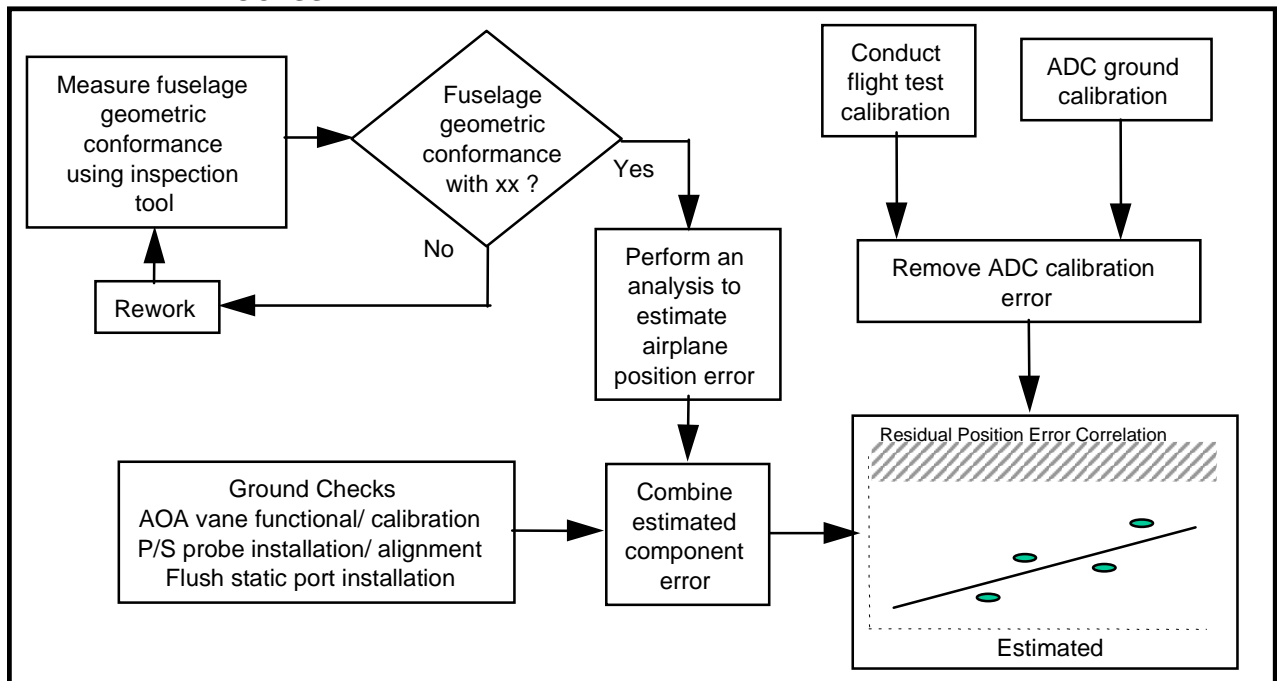 Measure fuselage
geometric
conformance
using inspection
tool
Fuselage
geometric
conformance
with xx ?
Yes
No
Rework
Conduct
flight test
calibration
ADC ground
calibration
Remove ADC calibration
error
Perform an
analysis to
estimate
airplane
position error
Ground Checks
AOA vane functional/ calibration
P/S probe installation/ alignment
Flush static port installation
Combine
estimated
component
error
Residual Position Error Correlation
Estimated